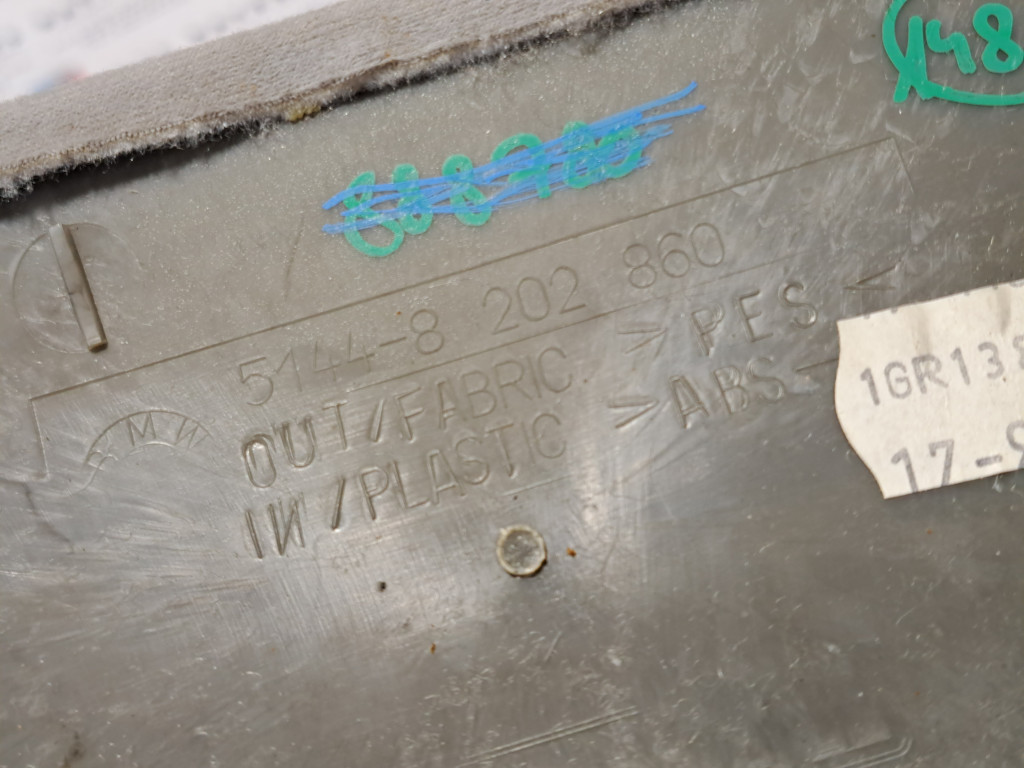 148
5144-8 202 860
BMW
OUT/FABRIC >PES<
IN/PLASTIC >ABS
1GR138
17-9